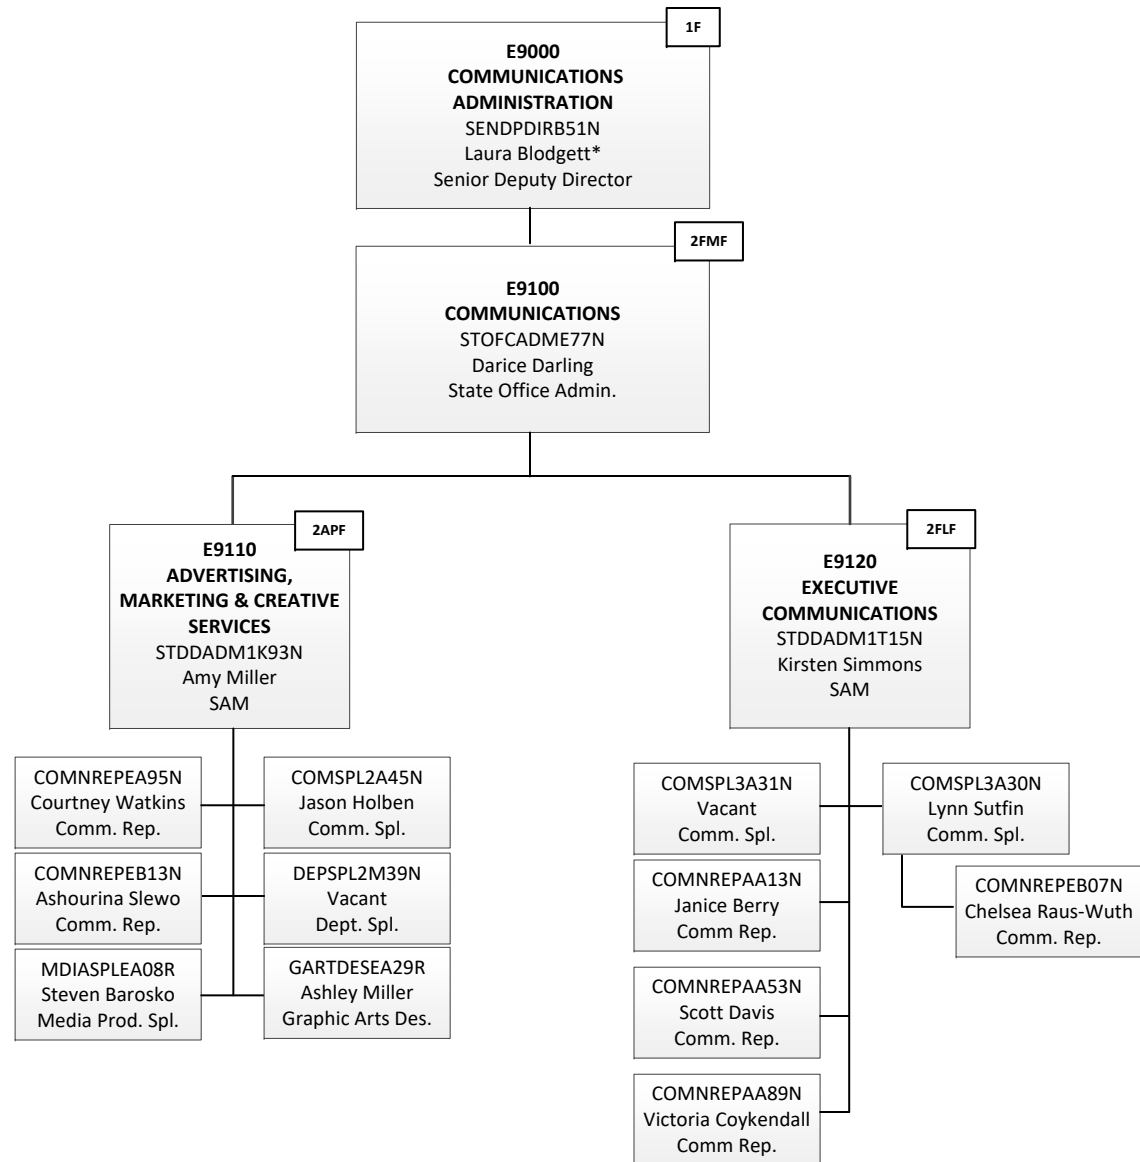 1F
E9000
COMMUNICATIONS
ADMINISTRATION
SENDPDIRB51N
Laura Blodgett*
Senior Deputy Director
2FMF
E9100
COMMUNICATIONS
STOFCADME77N
Darice Darling
State Office Admin.
2APF
E9110
ADVERTISING,
MARKETING & CREATIVE
SERVICES
STDDADM1K93N
Amy Miller
SAM
2FLF
E9120
EXECUTIVE
COMMUNICATIONS
STDDADM1T15N
Kirsten Simmons
SAM
COMNREPEA95N
Courtney Watkins
Comm. Rep.
COMSPL2A45N
Jason Holben
Comm. Spl.
COMNREPEB13N
Ashourina Slewo
Comm. Rep.
DEPSPL2M39N
Vacant
Dept. Spl.
MDIASPLEA08R
Steven Barosko
Media Prod. Spl.
GARTDESEA29R
Ashley Miller
Graphic Arts Des.
COMSPL3A31N
Vacant
Comm. Spl.
COMSPL3A30N
Lynn Sutfin
Comm. Spl.
COMNREPAA13N
Janice Berry
Comm Rep.
COMNREPEB07N
Chelsea Raus-Wuth
Comm. Rep.
COMNREPAA53N
Scott Davis
Comm. Rep.
COMNREPAA89N
Victoria Coykendall
Comm Rep.